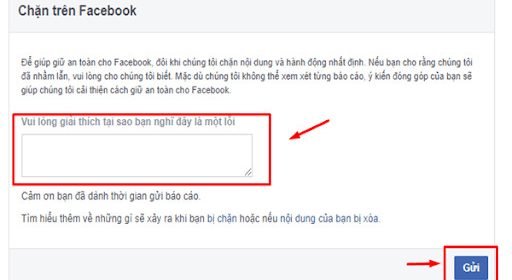 Chặn trên Facebook
Để giúp giữ an toàn cho Facebook, đôi khi chúng tôi chặn nội dung và hành động nhất định. Nếu bạn cho rằng chúng tôi
đã nhầm lẫn, vui lòng cho chúng tôi biết. Mặc dù chúng tôi không thể xem xét từng báo cáo, ý kiến đóng góp của bạn sẽ
giúp chúng tôi cải thiện cách giữ an toàn cho Facebook.
Vui lòng giải thích tại sao bạn nghĩ đây là một lỗi
Cảm ơn bạn đã dành thời gian gửi báo cáo.
Tìm hiểu thêm về những gì sẽ xảy ra khi bạn bị chặn hoặc nếu nội dung của bạn bị xóa.
Gửi